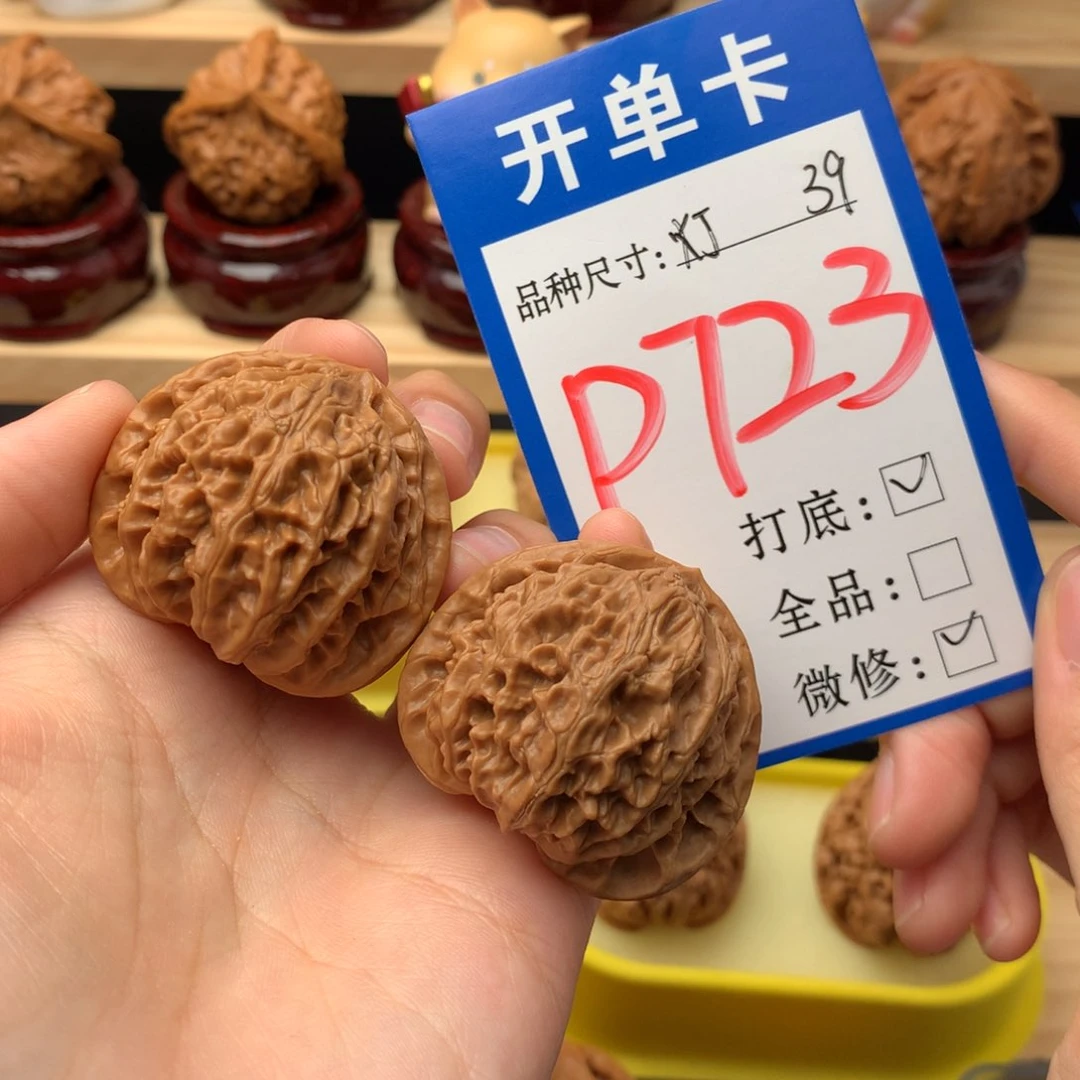 开单卡
品种尺寸: XJ 39
PT23
打底: ✓
全品:
微修: ✓